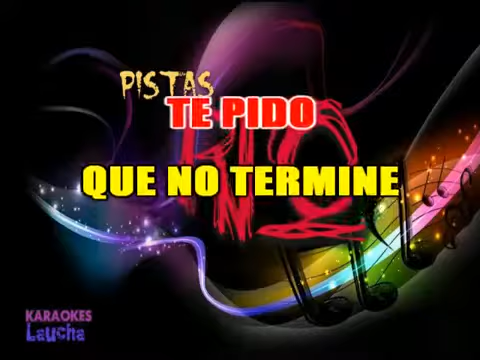 PISTAS
TE PIDO
QUE NO TERMINE
KARAOKES
Laucha